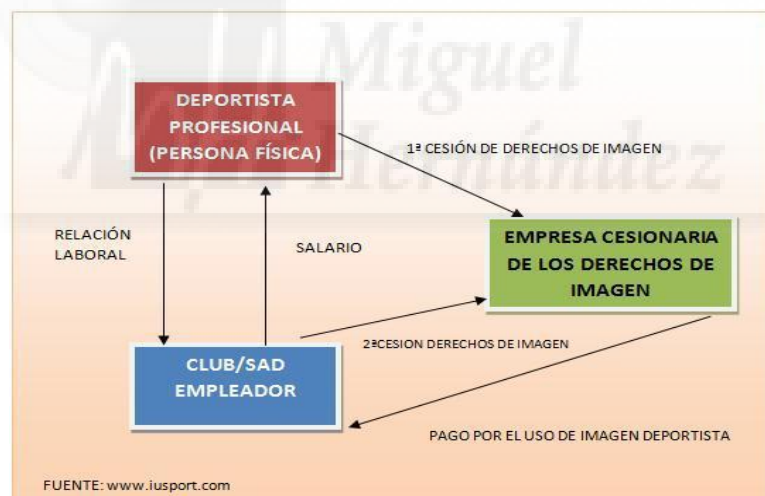 Miguel
Hernández
DEPORTISTA
PROFESIONAL
(PERSONA FÍSICA)
1ª CESIÓN DE DERECHOS DE IMAGEN
RELACIÓN
LABORAL
SALARIO
EMPRESA CESIONARIA
DE LOS DERECHOS DE
IMAGEN
2ªCESION DERECHOS DE IMAGEN
CLUB/SAD
EMPLEADOR
PAGO POR EL USO DE IMAGEN DEPORTISTA
FUENTE: www.iusport.com